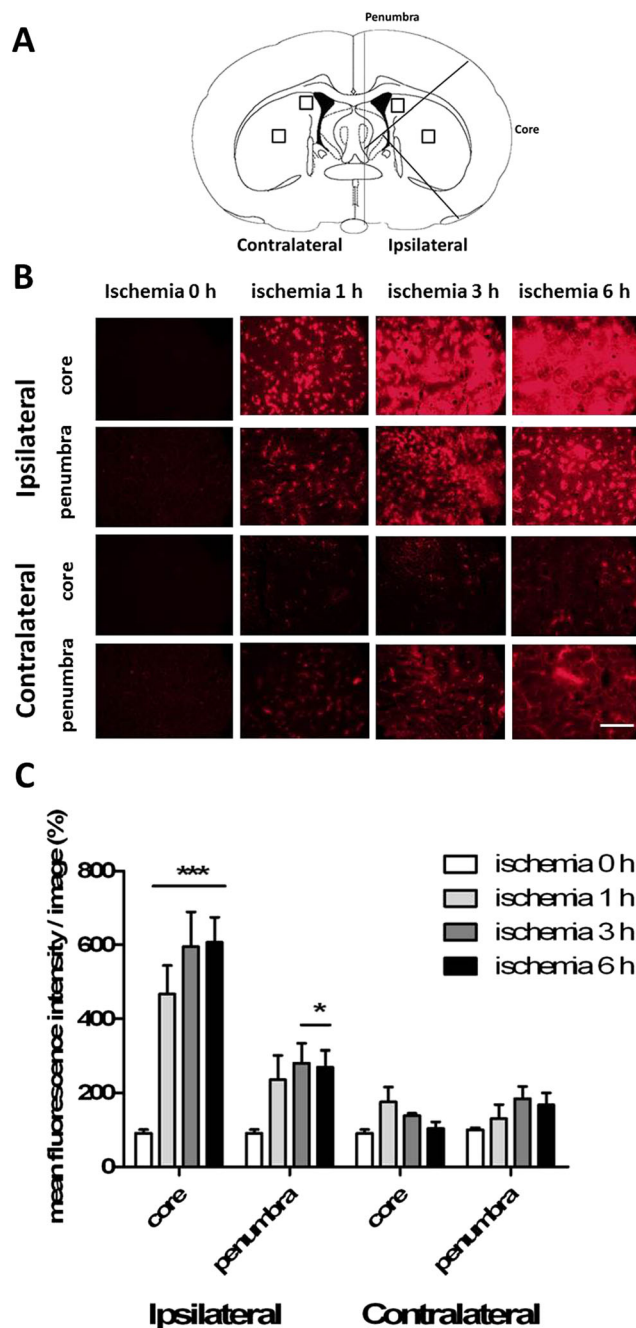 A
Penumbra
Core
Contralateral Ipsilateral
B
Ischemia 0 h ischemia 1 h ischemia 3 h ischemia 6 h
Ipsilateral
core
penumbra
Contralateral
core
penumbra
C
mean fluorescence intensity / image (%)
800
600
400
200
0
***
*
ischemia 0 h
ischemia 1 h
ischemia 3 h
ischemia 6 h
core penumbra core penumbra
Ipsilateral Contralateral